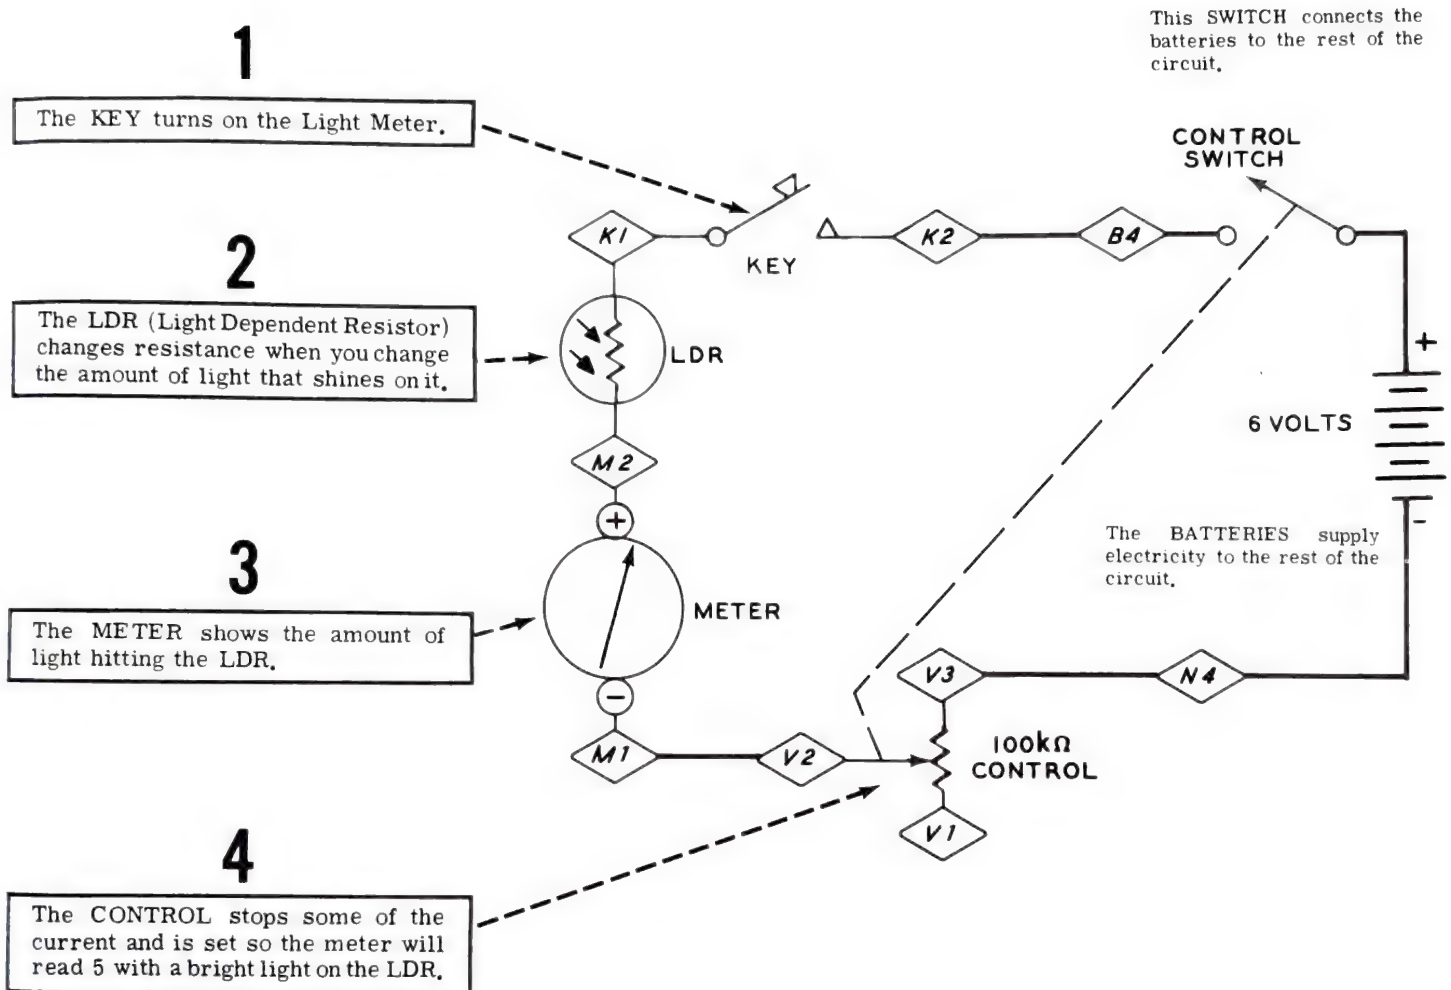 This SWITCH connects the
batteries to the rest of the
circuit.
1
The KEY turns on the Light Meter.
CONTROL
SWITCH
K1
KEY
K2
B4
2
The LDR (Light Dependent Resistor)
changes resistance when you change
the amount of light that shines on it.
LDR
+
6 VOLTS
M2
+
-
The BATTERIES supply
electricity to the rest of the
circuit.
3
The METER shows the amount of
light hitting the LDR.
METER
−
V3
N4
M1
V2
100kΩ
CONTROL
V1
4
The CONTROL stops some of the
current and is set so the meter will
read 5 with a bright light on the LDR.